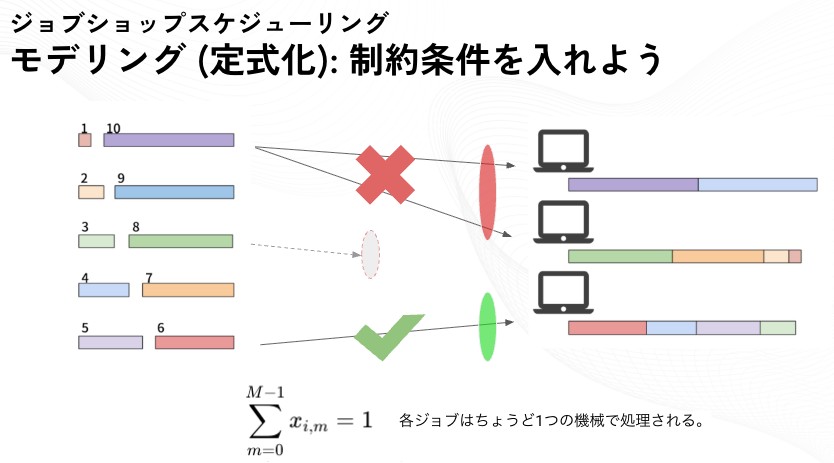 ジョブショップスケジューリング
モデリング (定式化): 制約条件を入れよう
1 10
2 9
3 8
4 7
5 6
M−1
∑ x_{i,m} = 1
m=0
各ジョブはちょうど1つの機械で処理される。